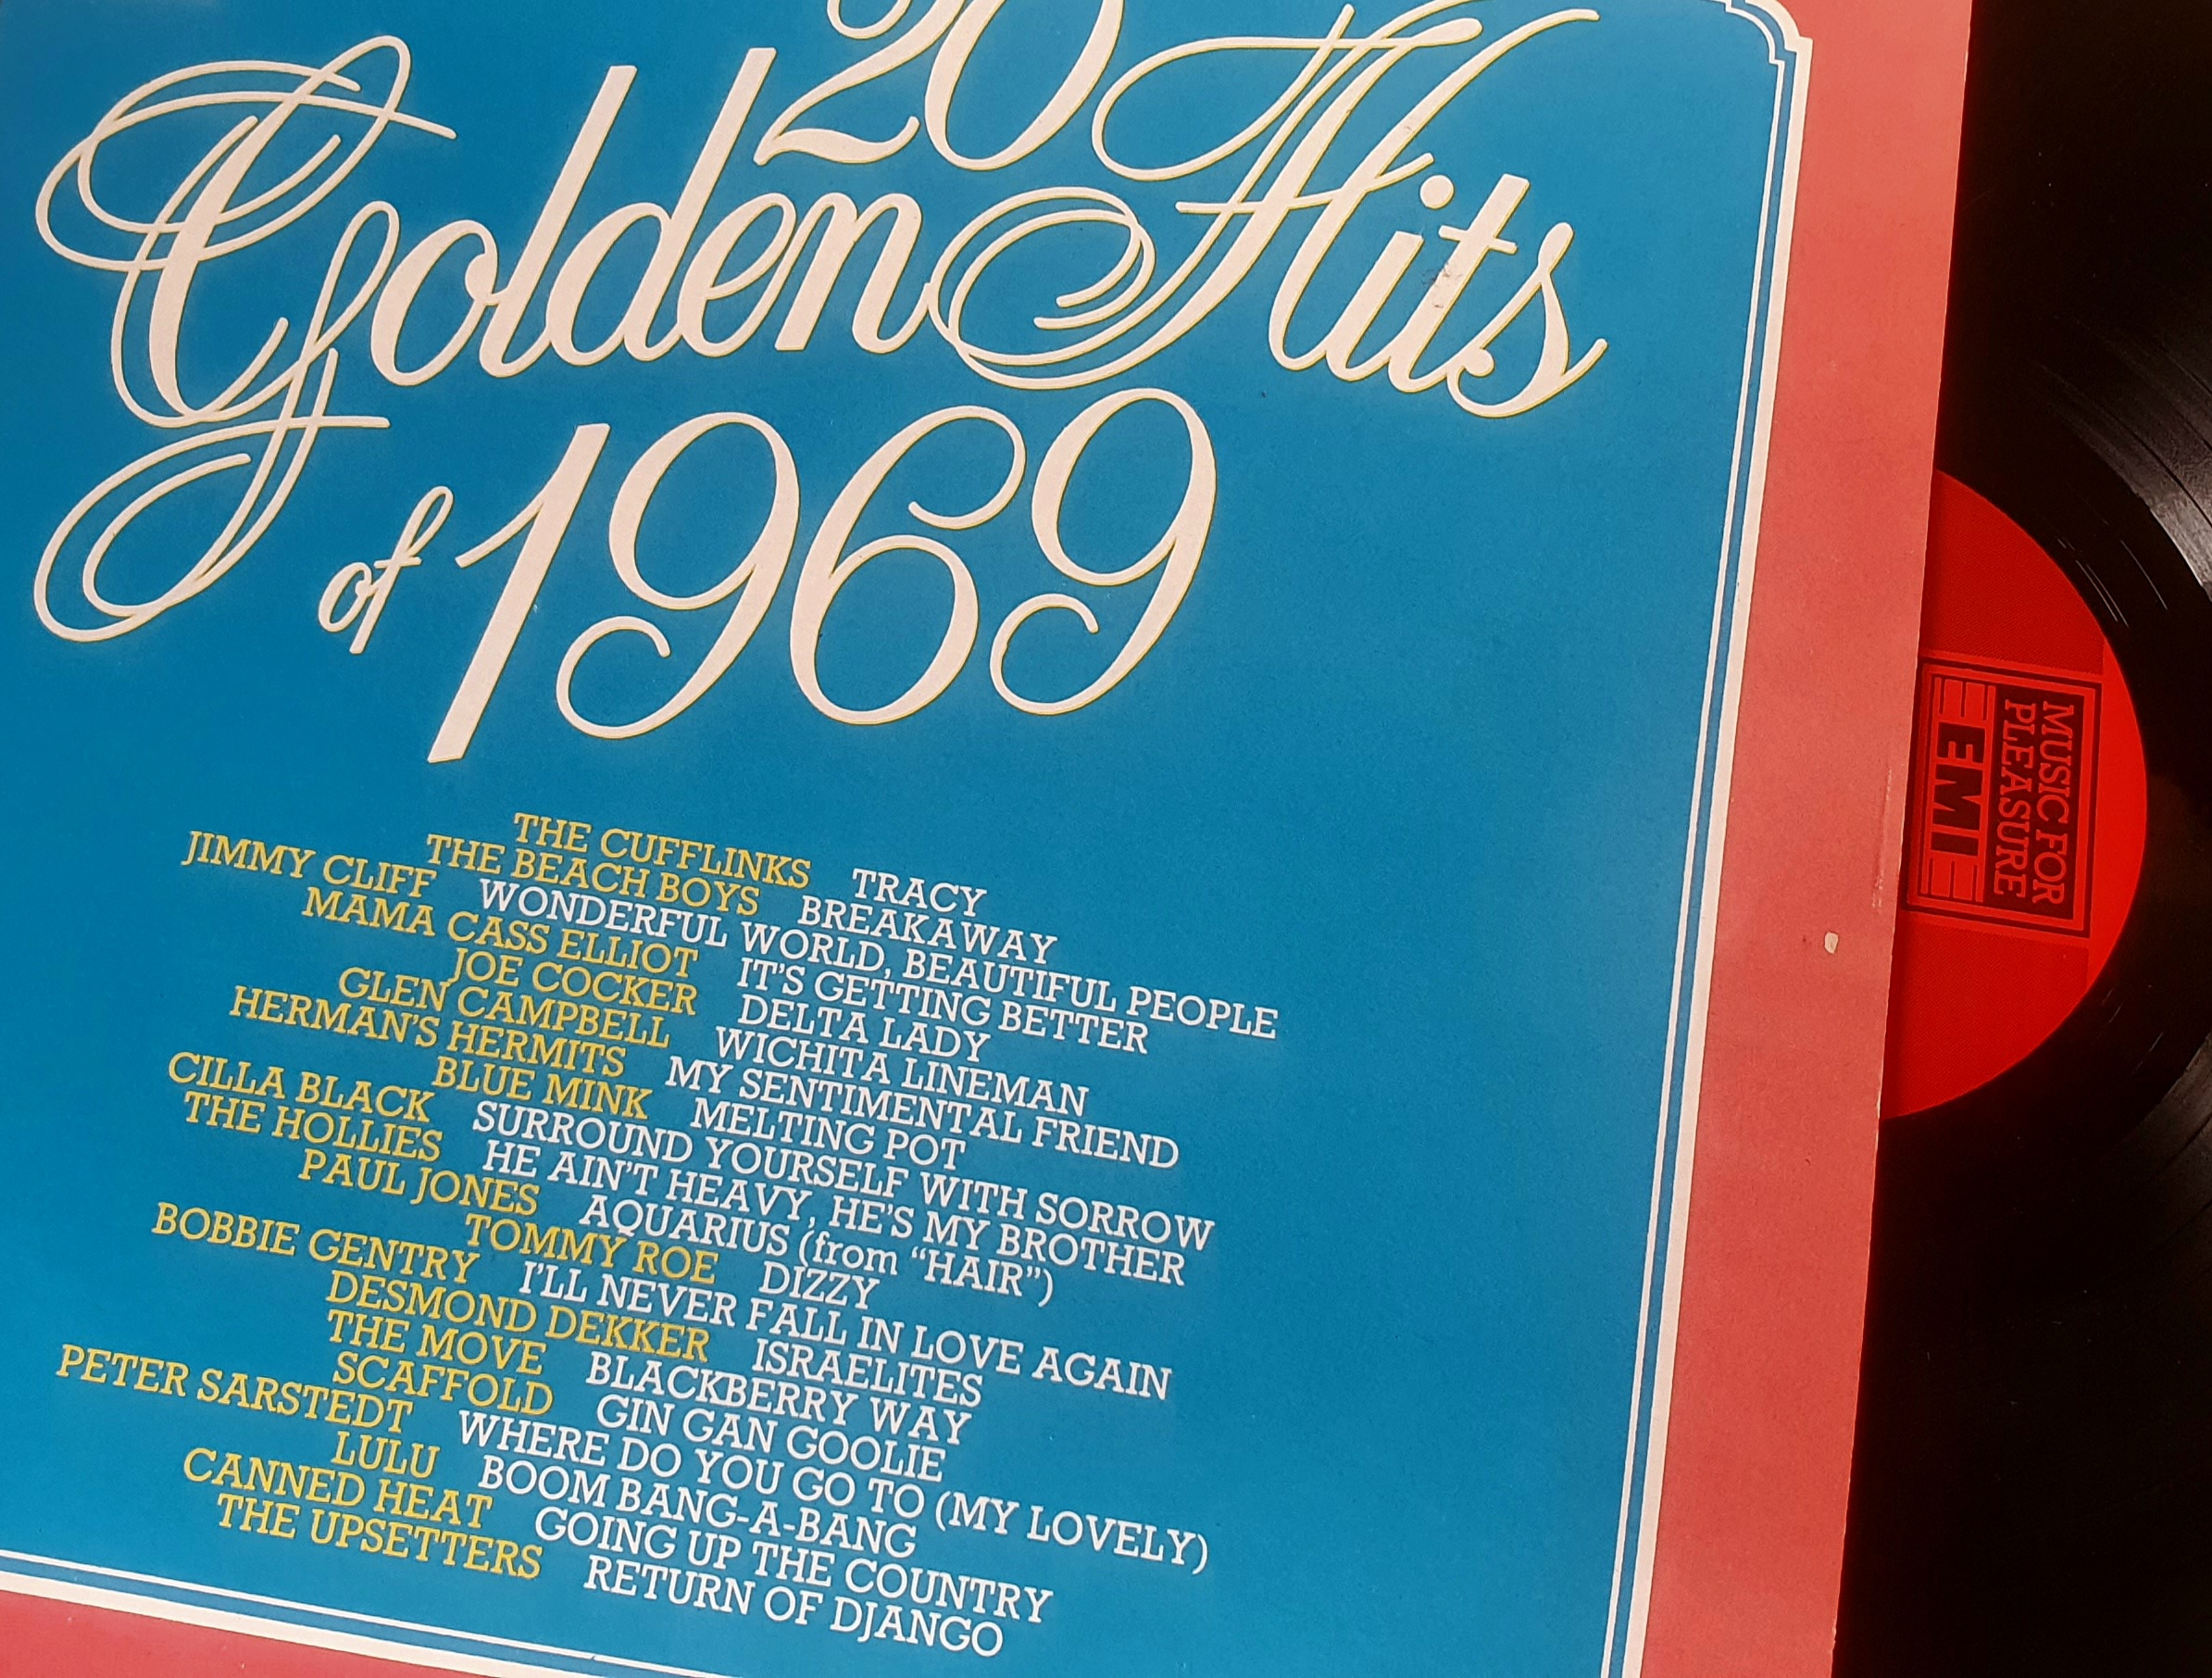 20
Golden Hits
of 1969
THE CUFFLINKS TRACY
THE BEACH BOYS BREAKAWAY
JIMMY CLIFF WONDERFUL WORLD, BEAUTIFUL PEOPLE
MAMA CASS ELLIOT IT'S GETTING BETTER
JOE COCKER DELTA LADY
GLEN CAMPBELL WICHITA LINEMAN
HERMAN'S HERMITS MY SENTIMENTAL FRIEND
BLUE MINK MELTING POT
CILLA BLACK SURROUND YOURSELF WITH SORROW
THE HOLLIES HE AIN'T HEAVY, HE'S MY BROTHER
PAUL JONES AQUARIUS (from "HAIR")
TOMMY ROE DIZZY
BOBBIE GENTRY I'LL NEVER FALL IN LOVE AGAIN
DESMOND DEKKER ISRAELITES
THE MOVE BLACKBERRY WAY
SCAFFOLD GIN GAN GOOLIE
PETER SARSTEDT WHERE DO YOU GO TO (MY LOVELY)
LULU BOOM BANG-A-BANG
CANNED HEAT GOING UP THE COUNTRY
THE UPSETTERS RETURN OF DJANGO
MUSIC FOR
PLEASURE
EMI